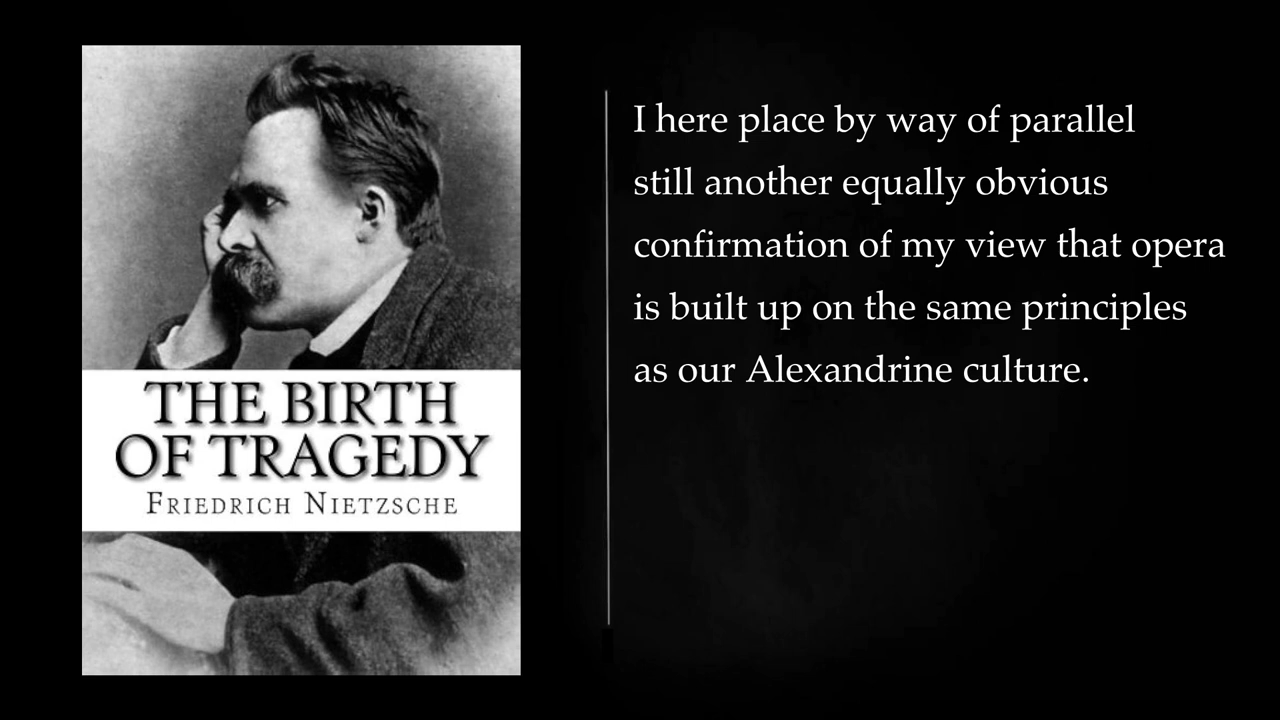 THE BIRTH
OF TRAGEDY
FRIEDRICH NIETZSCHE
I here place by way of parallel
still another equally obvious
confirmation of my view that opera
is built up on the same principles
as our Alexandrine culture.